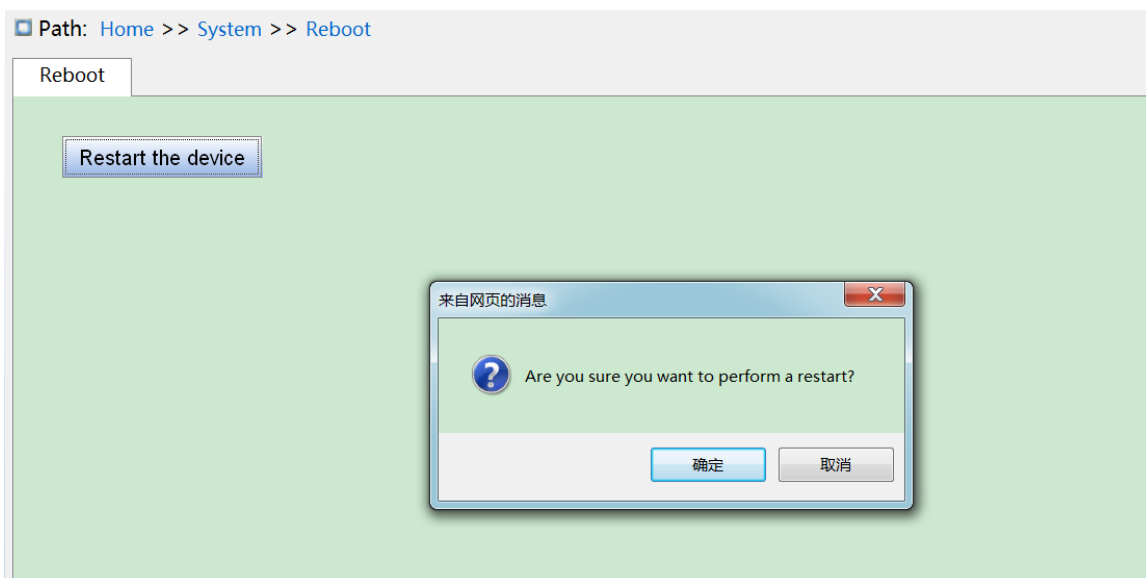 Path: Home >> System >> Reboot
Reboot
Restart the device
来自网页的消息
Are you sure you want to perform a restart?
确定 取消